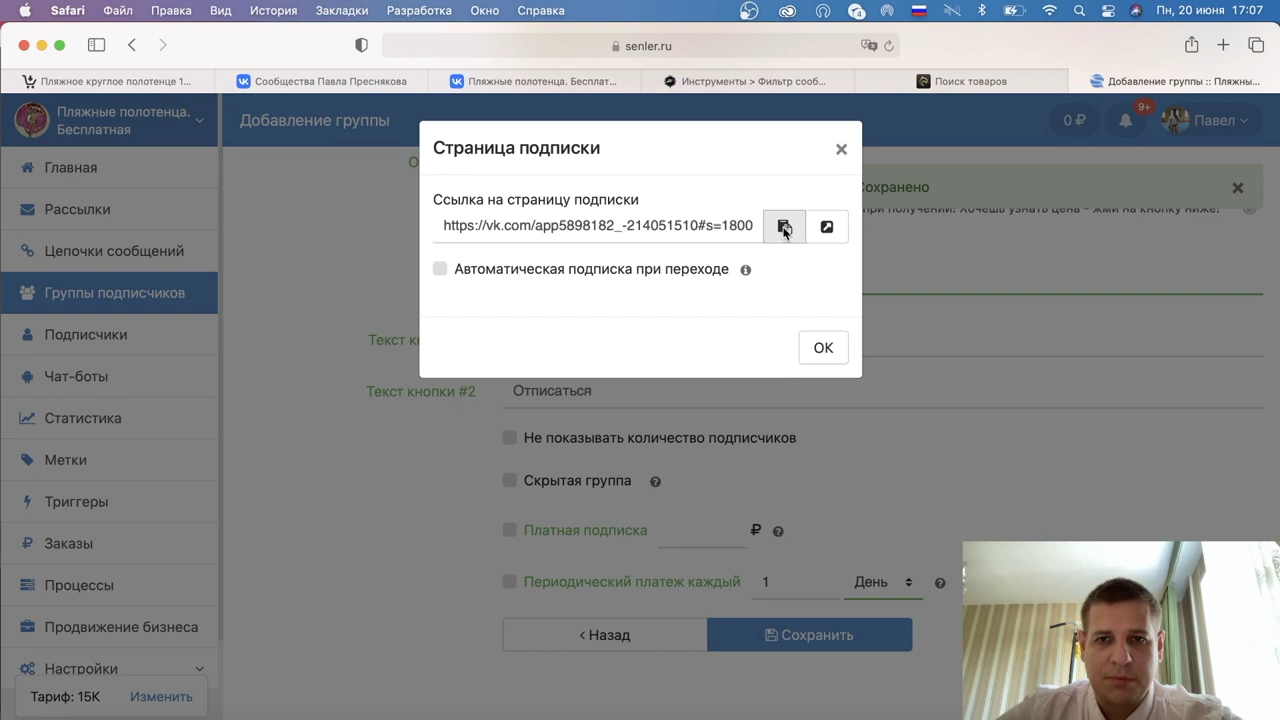 Safari Файл Правка Вид История Закладки Разработка Окно Справка Пн, 20 июня 17:07
senler.ru
Пляжное круглое полотенце 1...
Сообщества Павла Преснякова
Пляжные полотенца. Бесплат...
Инструменты > Фильтр сооб...
Поиск товаров
Добавление группы :: Пляжны...
Пляжные полотенца.
Бесплатная
Добавление группы
0 ₽
9+
Павел
Главная
Рассылки
Цепочки сообщений
Группы подписчиков
Подписчики
Чат-боты
Статистика
Метки
Триггеры
Заказы
Процессы
Продвижение бизнеса
Настройки
Тариф: 15K Изменить
Страница подписки
Ссылка на страницу подписки
https://vk.com/app5898182_-214051510#s=1800
Автоматическая подписка при переходе
OK
Сохранено
при получении! Хочешь узнать цена - жми на кнопку ниже!
Текст
Текст кнопки #2 Отписаться
Не показывать количество подписчиков
Скрытая группа
Платная подписка ₽
Периодический платеж каждый 1 День
Назад
Сохранить